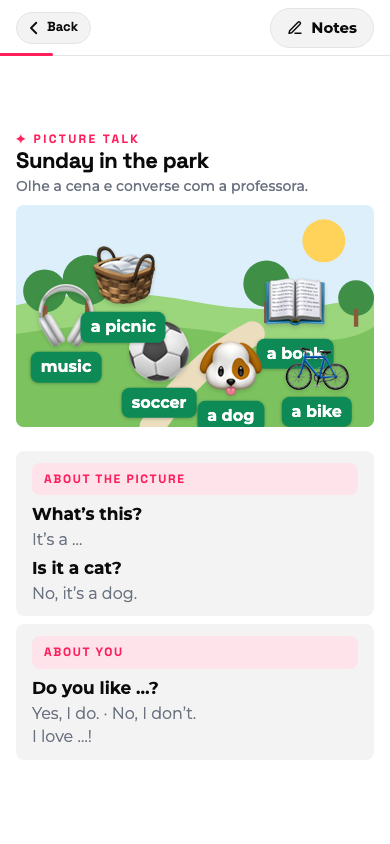 Back
Notes
✦ PICTURE TALK
Sunday in the park
Olhe a cena e converse com a professora.
a picnic
music
a book
soccer
a dog
a bike
ABOUT THE PICTURE
What's this?
It's a ...
Is it a cat?
No, it's a dog.
ABOUT YOU
Do you like ...?
Yes, I do. · No, I don't.
I love ...!